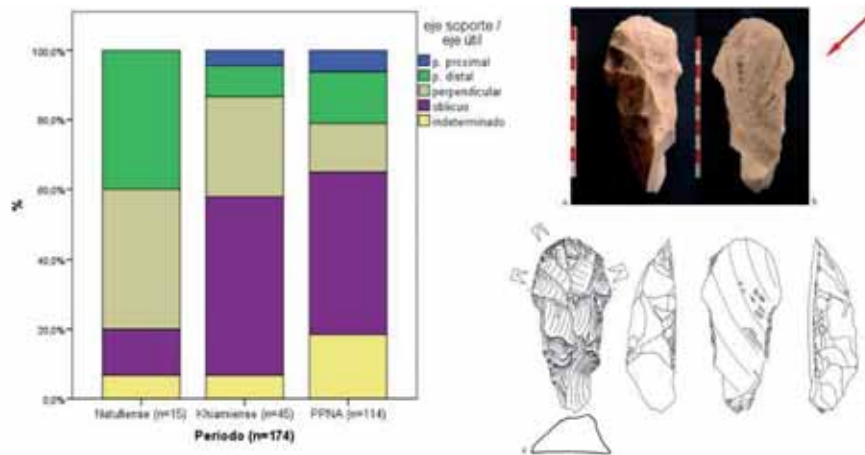 eje soporte /
eje útil
p. proximal
p. distal
perpendicular
oblicuo
indeterminado
100,0%
80,0%
60,0%
40,0%
20,0%
0,0%
%
Natufiense (n=15) Khiamiense (n=45) PPNA (n=114)
Período (n=174)
a
b